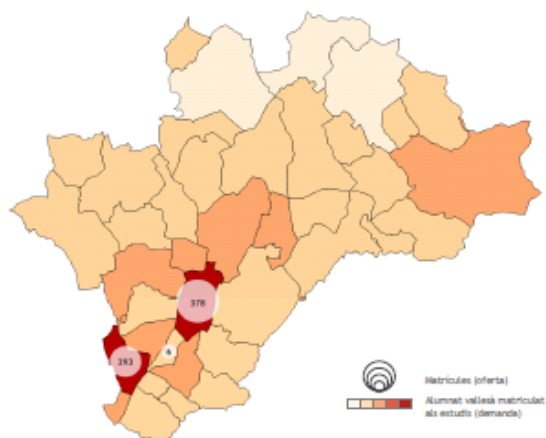 378
6
293
Matrícules (oferta)
Alumnat vallesà matriculat
als estudis (demanda)